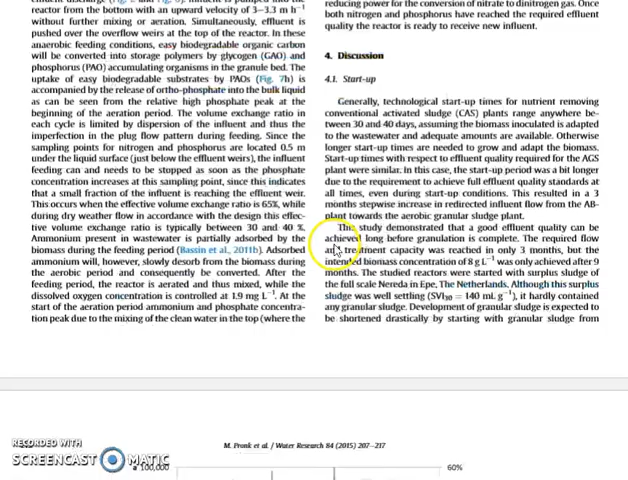 reactor from the bottom with an upward velocity of 3–3.3 m h⁻¹
without further mixing or aeration. Simultaneously, effluent is
pushed over the overflow weirs at the top of the reactor. In these
anaerobic feeding conditions, easy biodegradable organic carbon
will be converted into storage polymers by glycogen (GAO) and
phosphorus (PAO) accumulating organisms in the granule bed. The
uptake of easy biodegradable substrates by PAOs (Fig. 7h) is
accompanied by the release of ortho-phosphate into the bulk liquid
as can be seen from the relative high phosphate peak at the
beginning of the aeration period. The volume exchange ratio in
each cycle is limited by dispersion of the influent and thus the
imperfection in the plug flow pattern during feeding. Since the
sampling points for nitrogen and phosphorus are located 0.5 m
under the liquid surface (just below the effluent weirs), the influent
feeding can and needs to be stopped as soon as the phosphate
concentration increases at this sampling point, since this indicates
that a small fraction of the influent is reaching the effluent weir.
This occurs when the effective volume exchange ratio is 65%, while
during dry weather flow in accordance with the design this effec-
tive volume exchange ratio is typically between 30 and 40 %.
Ammonium present in wastewater is partially adsorbed by the
biomass during the feeding period (Bassin et al., 2011b). Adsorbed
ammonium will, however, slowly desorb from the biomass during
the aerobic period and consequently be converted. After the
feeding period, the reactor is aerated and thus mixed, while the
dissolved oxygen concentration is controlled at 1.9 mg L⁻¹. At the
start of the aeration period ammonium and phosphate concentra-
tion peak due to the mixing of the clean water in the top (where the
reducing power for the conversion of nitrate to dinitrogen gas. Once
both nitrogen and phosphorus have reached the required effluent
quality the reactor is ready to receive new influent.
4. Discussion
4.1. Start-up
Generally, technological start-up times for nutrient removing
conventional activated sludge (CAS) plants range anywhere be-
tween 30 and 40 days, assuming the biomass inoculated is adapted
to the wastewater and adequate amounts are available. Otherwise
longer start-up times are needed to grow and adapt the biomass.
Start-up times with respect to effluent quality required for the AGS
plant were similar. In this case, the start-up period was a bit longer
due to the requirement to achieve full effluent quality standards at
all times, even during start-up conditions. This resulted in a 3
months stepwise increase in redirected influent flow from the AB-
plant towards the aerobic granular sludge plant.
The study demonstrated that a good effluent quality can be
achieved long before granulation is complete. The required flow
and treatment capacity was reached in only 3 months, but the
intended biomass concentration of 8 g L⁻¹ was only achieved after 9
months. The studied reactors were started with surplus sludge of
the full scale Nereda in Epe, The Netherlands. Although this surplus
sludge was well settling (SVI₃₀ = 140 mL g⁻¹), it hardly contained
any granular sludge. Development of granular sludge is expected to
be shortened drastically by starting with granular sludge from
M. Pronk et al. / Water Research 84 (2015) 207–217
RECORDED WITH
SCREENCAST MATIC
a 100,000
60%